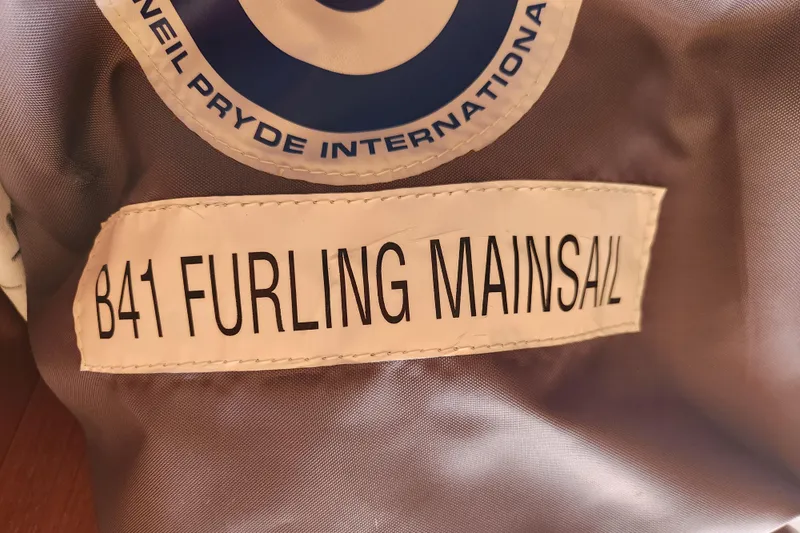 NEIL PRYDE INTERNATIONA
B41 FURLING MAINSAIL